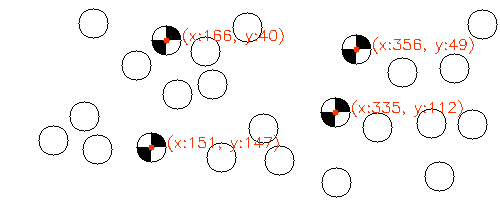 (x:166, y:40)
(x:356, y:49)
(x:335, y:112)
(x:151, y:147)